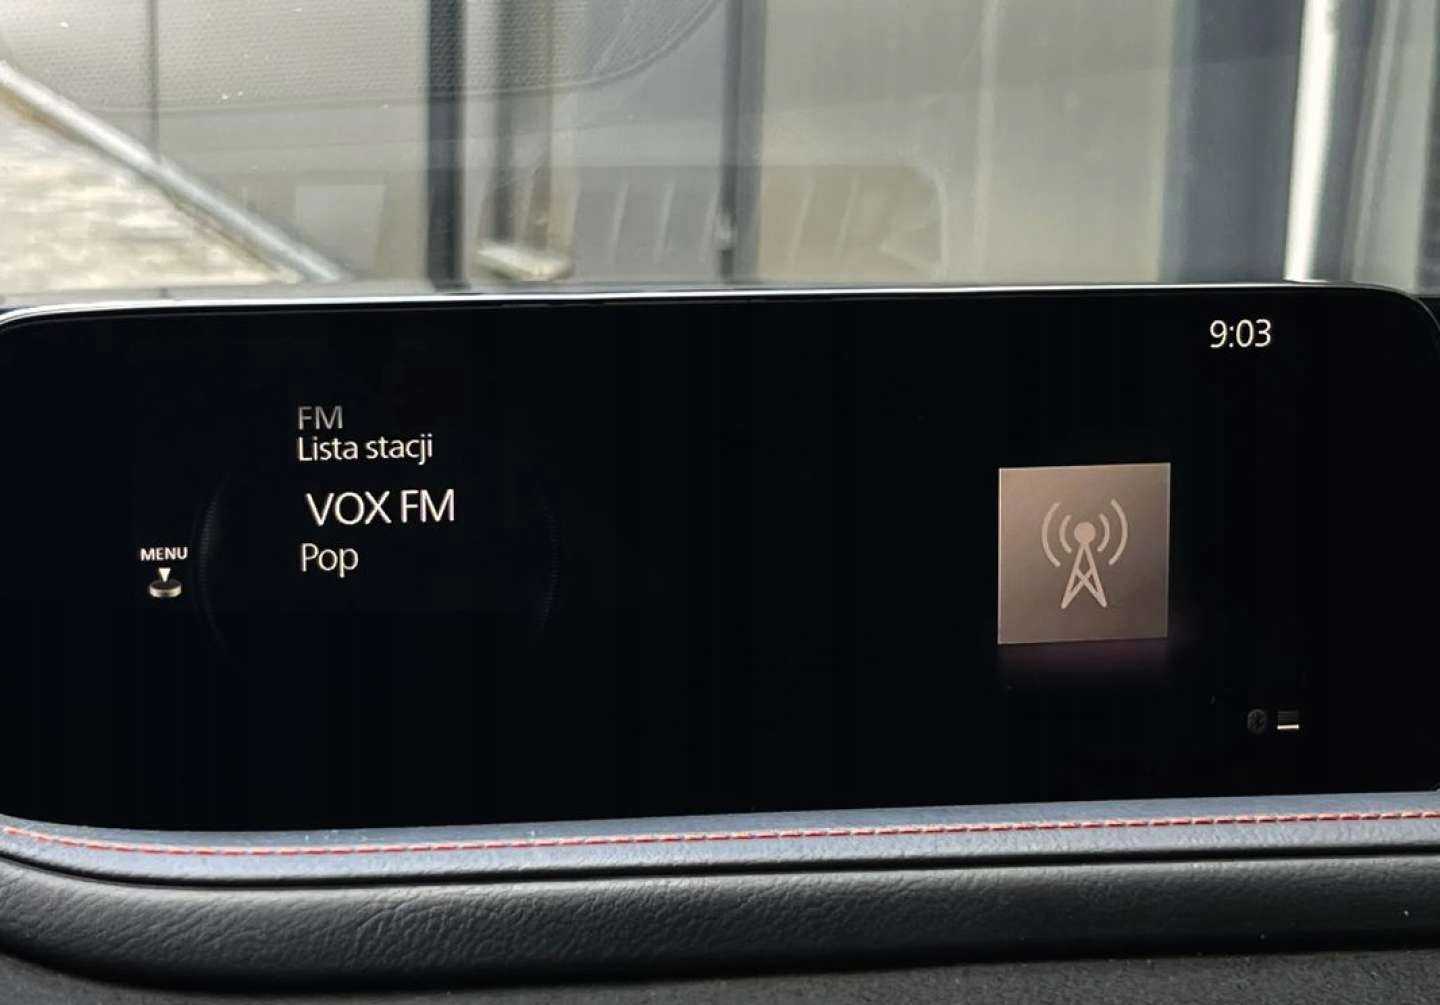 9:03
FM
Lista stacji
VOX FM
Pop
MENU